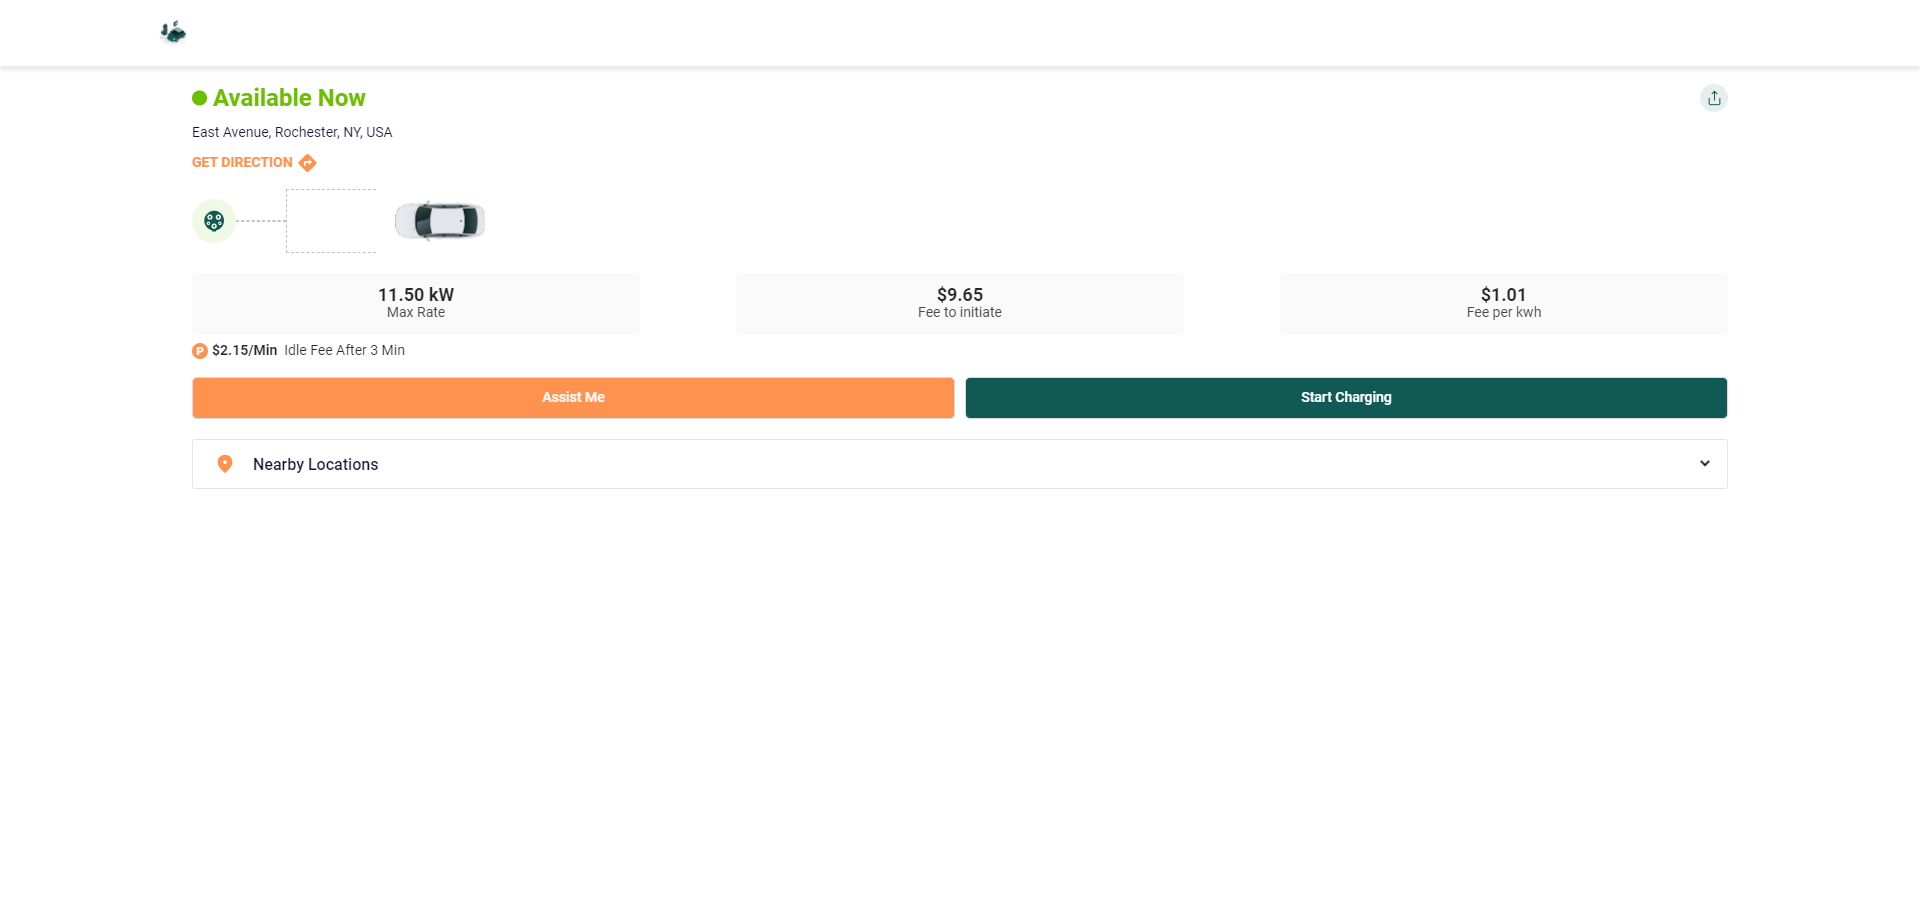 Available Now
East Avenue, Rochester, NY, USA
GET DIRECTION
11.50 kW
Max Rate
$9.65
Fee to initiate
$1.01
Fee per kwh
P $2.15/Min Idle Fee After 3 Min
Assist Me
Start Charging
Nearby Locations